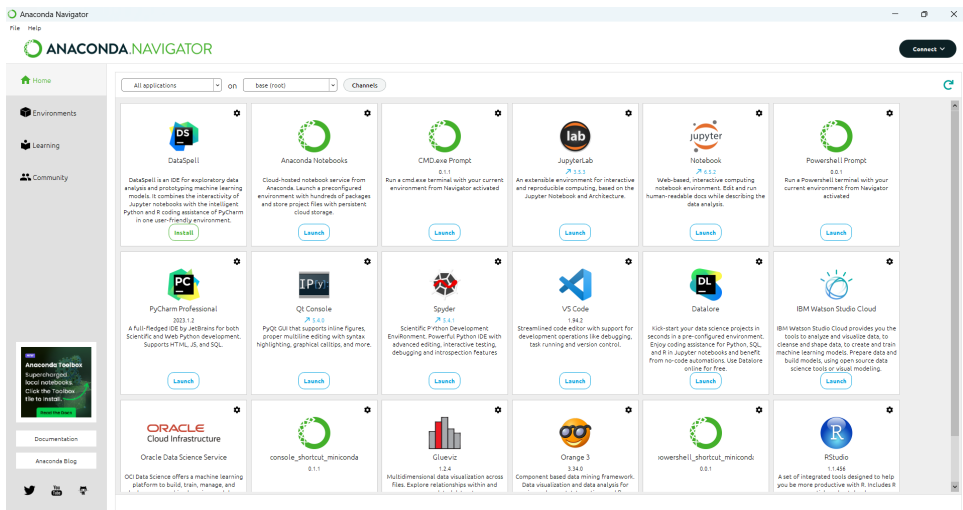 Anaconda Navigator
File Help
ANACONDA.NAVIGATOR
Connect
Home
Environments
Learning
Community
All applications
on
base (root)
Channels
DS
DataSpell
DataSpell is an IDE for exploratory data
analysis and prototyping machine learning
models. It combines the interactivity of
Jupyter notebooks with the intelligent
Python and R coding assistance of PyCharm
in one user-friendly environment.
Install
Anaconda Notebooks
Cloud-hosted notebook service from
Anaconda. Launch a preconfigured
environment with hundreds of packages
and store project files with persistent
cloud storage.
Launch
CMD.exe Prompt
0.1.1
Run a cmd.exe terminal with your current
environment from Navigator activated
Launch
lab
JupyterLab
3.5.3
An extensible environment for interactive
and reproducible computing, based on the
Jupyter Notebook and Architecture.
Launch
jupyter
Notebook
6.5.2
Web-based, interactive computing
notebook environment. Edit and run
human-readable docs while describing the
data analysis.
Launch
Powershell Prompt
0.0.1
Run a Powershell terminal with your
current environment from Navigator
activated
Launch
PC
PyCharm Professional
2023.1.2
A full-fledged IDE by JetBrains for both
Scientific and Web Python development.
Supports HTML, JS, and SQL.
Launch
IP[y]:
Qt Console
5.4.0
PyQt GUI that supports inline figures,
proper multiline editing with syntax
highlighting, graphical calltips, and more.
Launch
Spyder
5.4.1
Scientific PYthon Development
EnviRonment. Powerful Python IDE with
advanced editing, interactive testing,
debugging and introspection features
Launch
VS Code
1.94.2
Streamlined code editor with support for
development operations like debugging,
task running and version control.
Launch
DL
Datalore
Kick-start your data science projects in
seconds in a pre-configured environment.
Enjoy coding assistance for Python, SQL,
and R in Jupyter notebooks and benefit
from no-code automations. Use Datalore
online for free.
Launch
IBM Watson Studio Cloud
IBM Watson Studio Cloud provides you the
tools to analyze and visualize data, to
cleanse and shape data, to create and train
machine learning models. Prepare data and
build models, using open source data
science tools or visual modeling.
Launch
ORACLE
Cloud Infrastructure
Oracle Data Science Service
OCI Data Science offers a machine learning
platform to build, train, manage, and
console_shortcut_miniconda
0.1.1
Glueviz
1.2.4
Multidimensional data visualization across
files. Explore relationships within and
Orange 3
3.34.0
Component based data mining framework.
Data visualization and data analysis for
powershell_shortcut_miniconda
0.0.1
R
RStudio
1.1.456
A set of integrated tools designed to help
you be more productive with R. Includes R
NEW
Anaconda Toolbox
Supercharged
local notebooks.
Click the Toolbox
tile to install.
Read the Docs
Documentation
Anaconda Blog
You
Tube